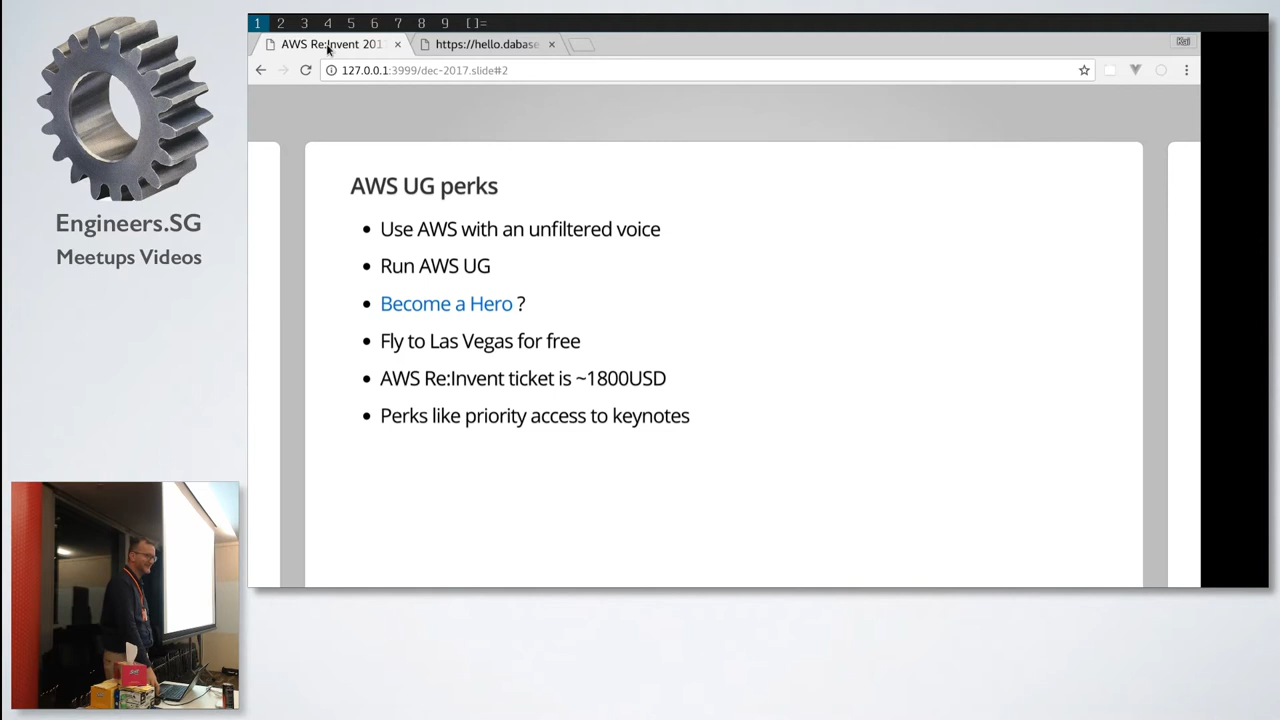 Engineers.SG
Meetups Videos
1 2 3 4 5 6 7 8 9 []=
AWS Re:Invent 201
https://hello.dabase
Kai
127.0.0.1:3999/dec-2017.slide#2
AWS UG perks
Use AWS with an unfiltered voice
Run AWS UG
Become a Hero ?
Fly to Las Vegas for free
AWS Re:Invent ticket is ~1800USD
Perks like priority access to keynotes